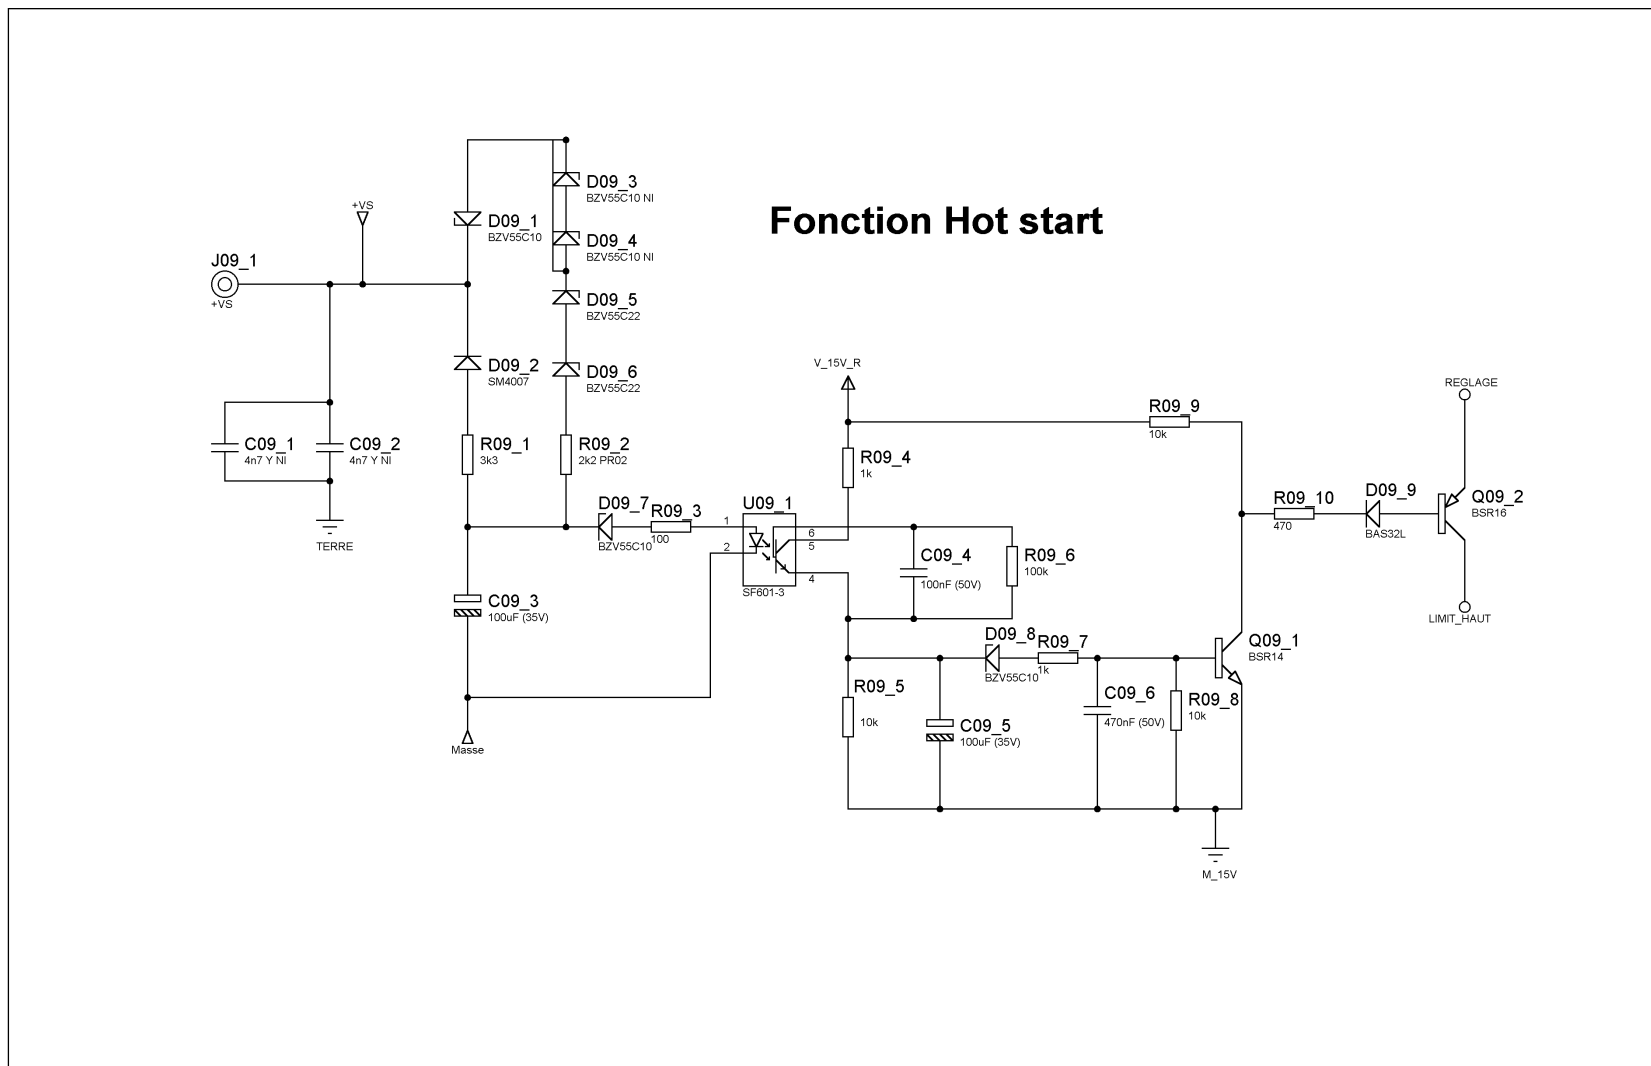 Fonction Hot start
D09_3
BZV55C10 NI
D09_1
BZV55C10
D09_4
BZV55C10 NI
+VS
J09_1
+VS
D09_5
BZV55C22
D09_2
SM4007
D09_6
BZV55C22
C09_1
4n7 Y NI
C09_2
4n7 Y NI
R09_1
3k3
R09_2
2k2 PR02
TERRE
D09_7
BZV55C10
R09_3
100
U09_1
1
2
6
5
4
SF601-3
C09_3
100uF (35V)
Masse
V_15V_R
R09_4
1k
R09_9
10k
C09_4
100nF (50V)
R09_6
100k
R09_10
470
D09_9
BAS32L
REGLAGE
Q09_2
BSR16
LIMIT_HAUT
D09_8
BZV55C10
R09_7
1k
Q09_1
BSR14
R09_5
10k
C09_5
100uF (35V)
C09_6
470nF (50V)
R09_8
10k
M_15V